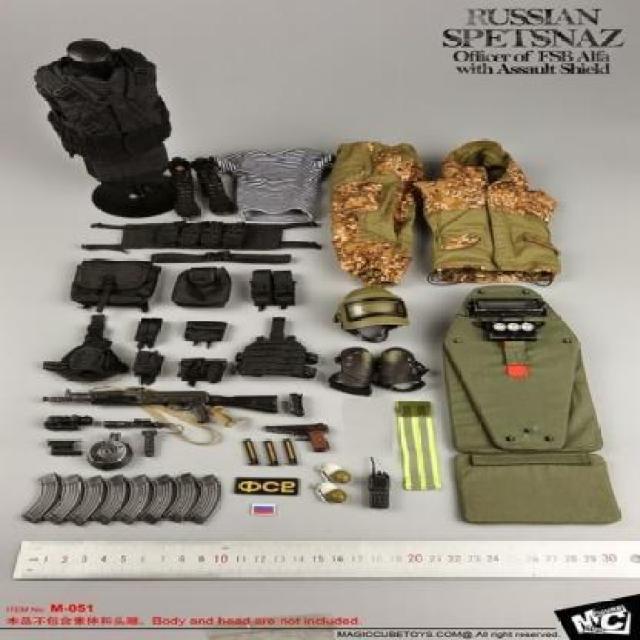 RUSSIAN
SPETSNAZ
Officer of FSB Alfa
with Assault Shield
ФСБ
1 2 3 4 5 6 7 8 9 10 11 12 13 14 15 16 17 18 19 20 21 22 23 24 26 27 28 29 30
ITEM No: M-051
本品不包含素体和头雕。Body and head are not included.
MAGICCUBETOYS.COM@ All rights
MC